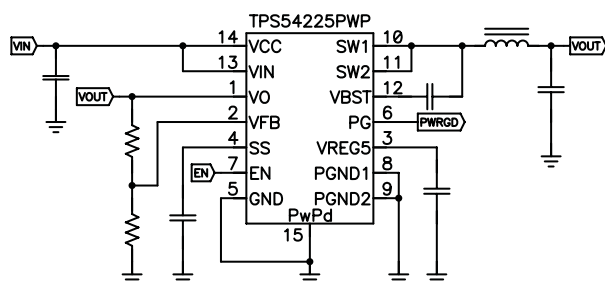 TPS54225PWP
VIN 14 VCC SW1 10 VOUT
13 VIN SW2 11
VOUT 1 VO VBST 12
2 VFB PG 6 PWRGD
4 SS VREG5 3
EN 7 EN PGND1 8
5 GND PGND2 9
PwPd
15